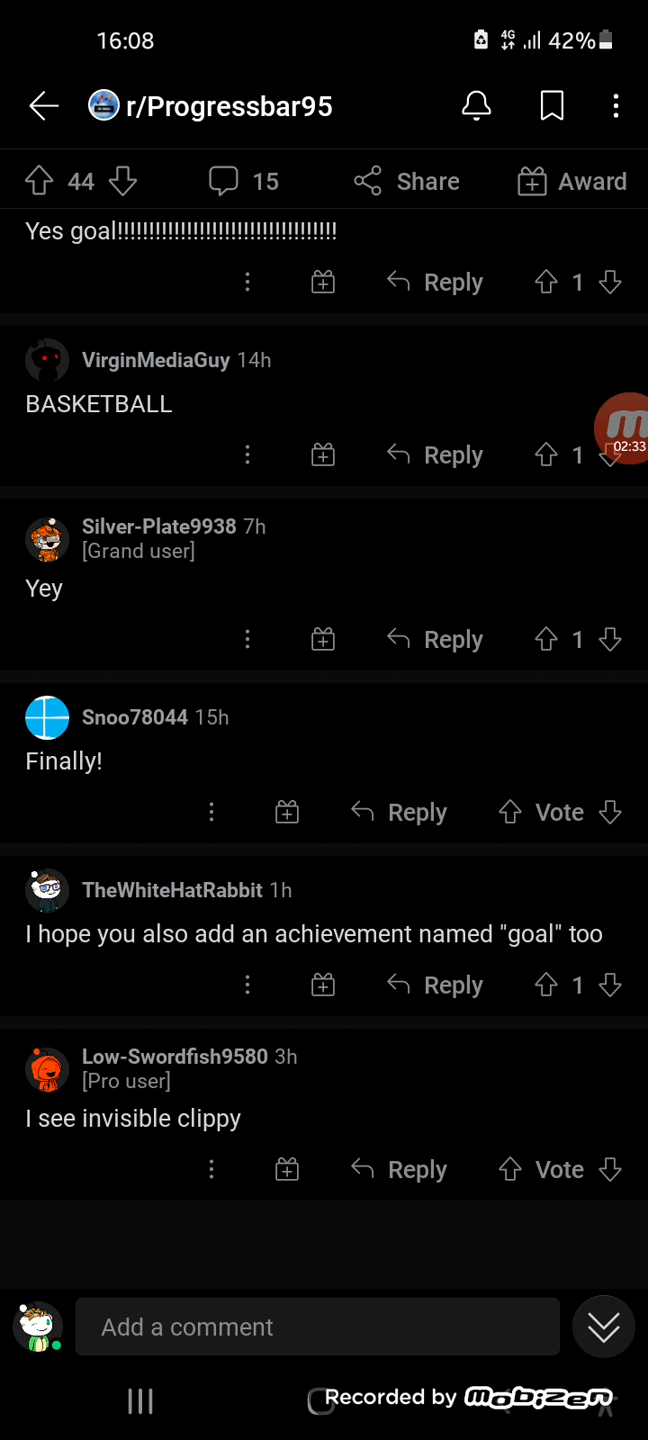 16:08
4G
42%
r/Progressbar95
44
15
Share
Award
Yes goal!!!!!!!!!!!!!!!!!!!!!!!!!!!!!!!!!!!
Reply
1
VirginMediaGuy 14h
BASKETBALL
Reply
1
02:33
Silver-Plate9938 7h
[Grand user]
Yey
Reply
1
Snoo78044 15h
Finally!
Reply
Vote
TheWhiteHatRabbit 1h
I hope you also add an achievement named "goal" too
Reply
1
Low-Swordfish9580 3h
[Pro user]
I see invisible clippy
Reply
Vote
Add a comment
Recorded by mobizen